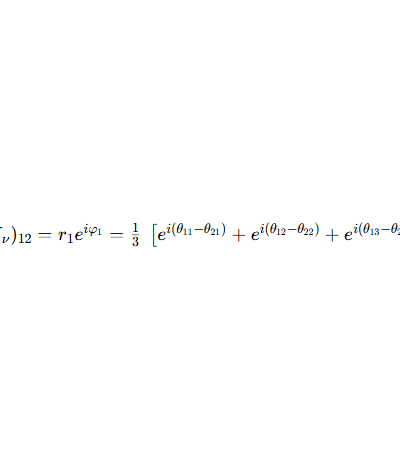 ν)₁₂ = r₁e^{iφ₁} = 1/3 [e^{i(θ₁₁−θ₂₁)} + e^{i(θ₁₂−θ₂₂)} + e^{i(θ₁₃−θ